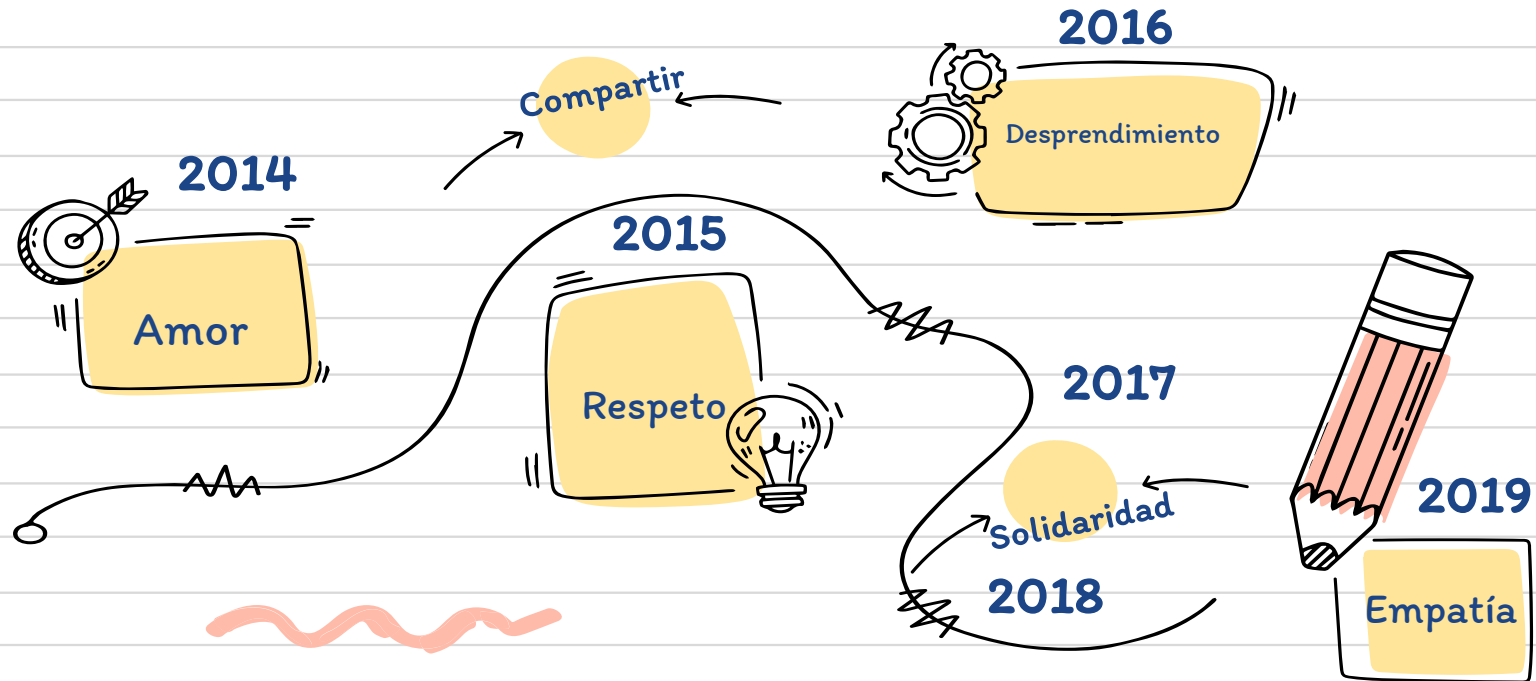 2014
Amor
Compartir
2015
Respeto
2016
Desprendimiento
2017
Solidaridad
2018
2019
Empatía